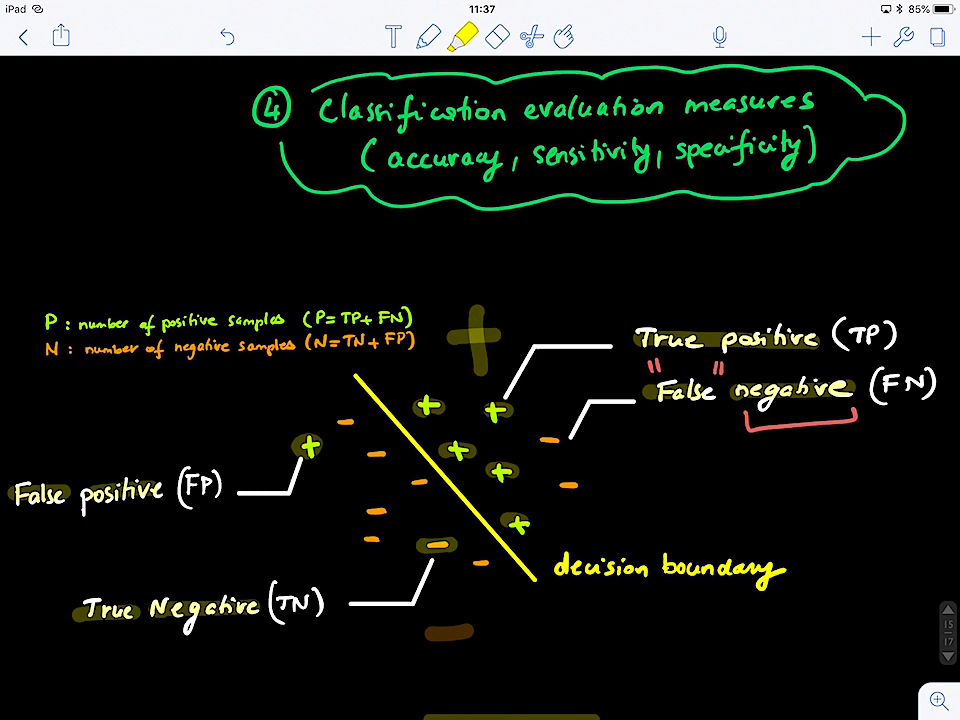 iPad
11:37
85%
T
④ Classification evaluation measures
(accuracy, sensitivity, specificity)
P : number of positive samples (P=TP+FN)
N : number of negative samples (N=TN+FP)
True positive (TP)
" "
False negative (FN)
False positive (FP)
decision boundary
True Negative (TN)
15
17